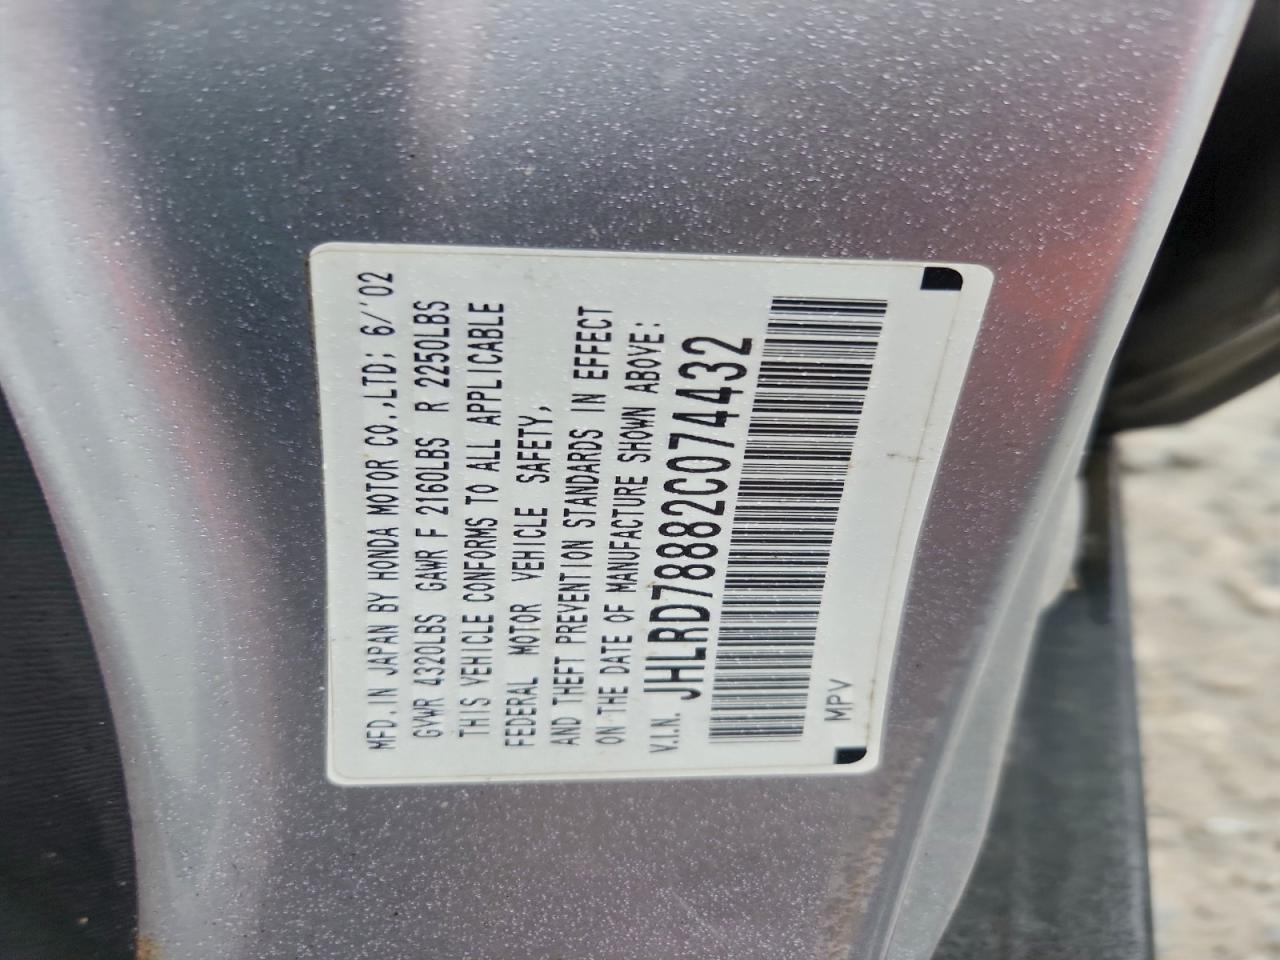 MFD. IN JAPAN BY HONDA MOTOR CO.,LTD: 6/'02
GVWR 4320LBS GAWR F 2160LBS R 2250LBS
THIS VEHICLE CONFORMS TO ALL APPLICABLE
FEDERAL MOTOR VEHICLE SAFETY,
AND THEFT PREVENTION STANDARDS IN EFFECT
ON THE DATE OF MANUFACTURE SHOWN ABOVE:
V.I.N. JHLRD78882C074432
MPV